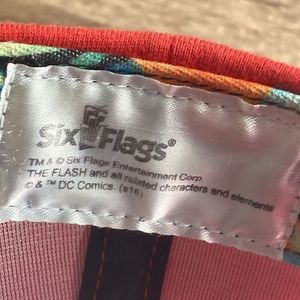 Six Flags®
TM & © Six Flags Entertainment Corp.
THE FLASH and all related characters and elements
© & ™ DC Comics. (s16)